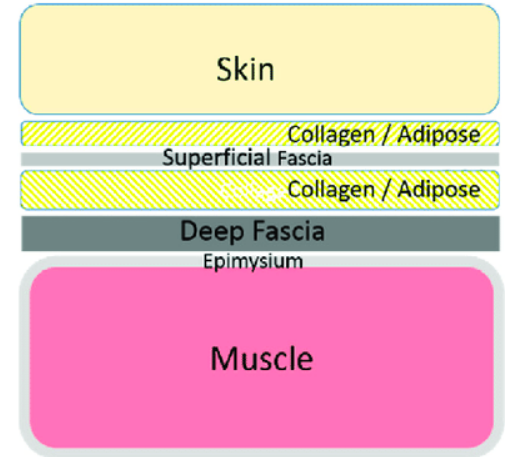 Skin
Collagen / Adipose
Superficial Fascia
Collagen / Adipose
Deep Fascia
Epimysium
Muscle